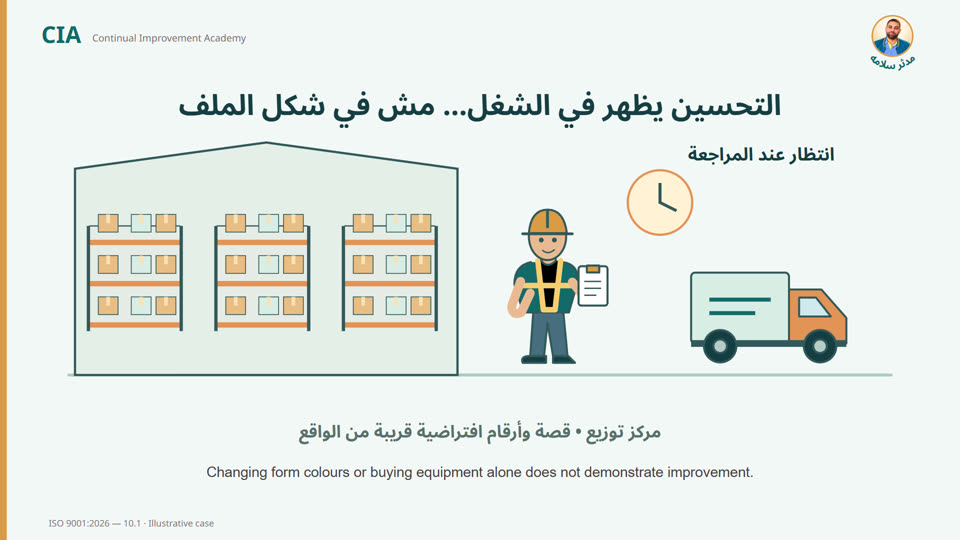 CIA Continual Improvement Academy
مدثر سلامه
التحسين يظهر في الشغل... مش في شكل الملف
انتظار عند المراجعة
مركز توزيع • قصة وأرقام افتراضية قريبة من الواقع
Changing form colours or buying equipment alone does not demonstrate improvement.
ISO 9001:2026 — 10.1 · Illustrative case